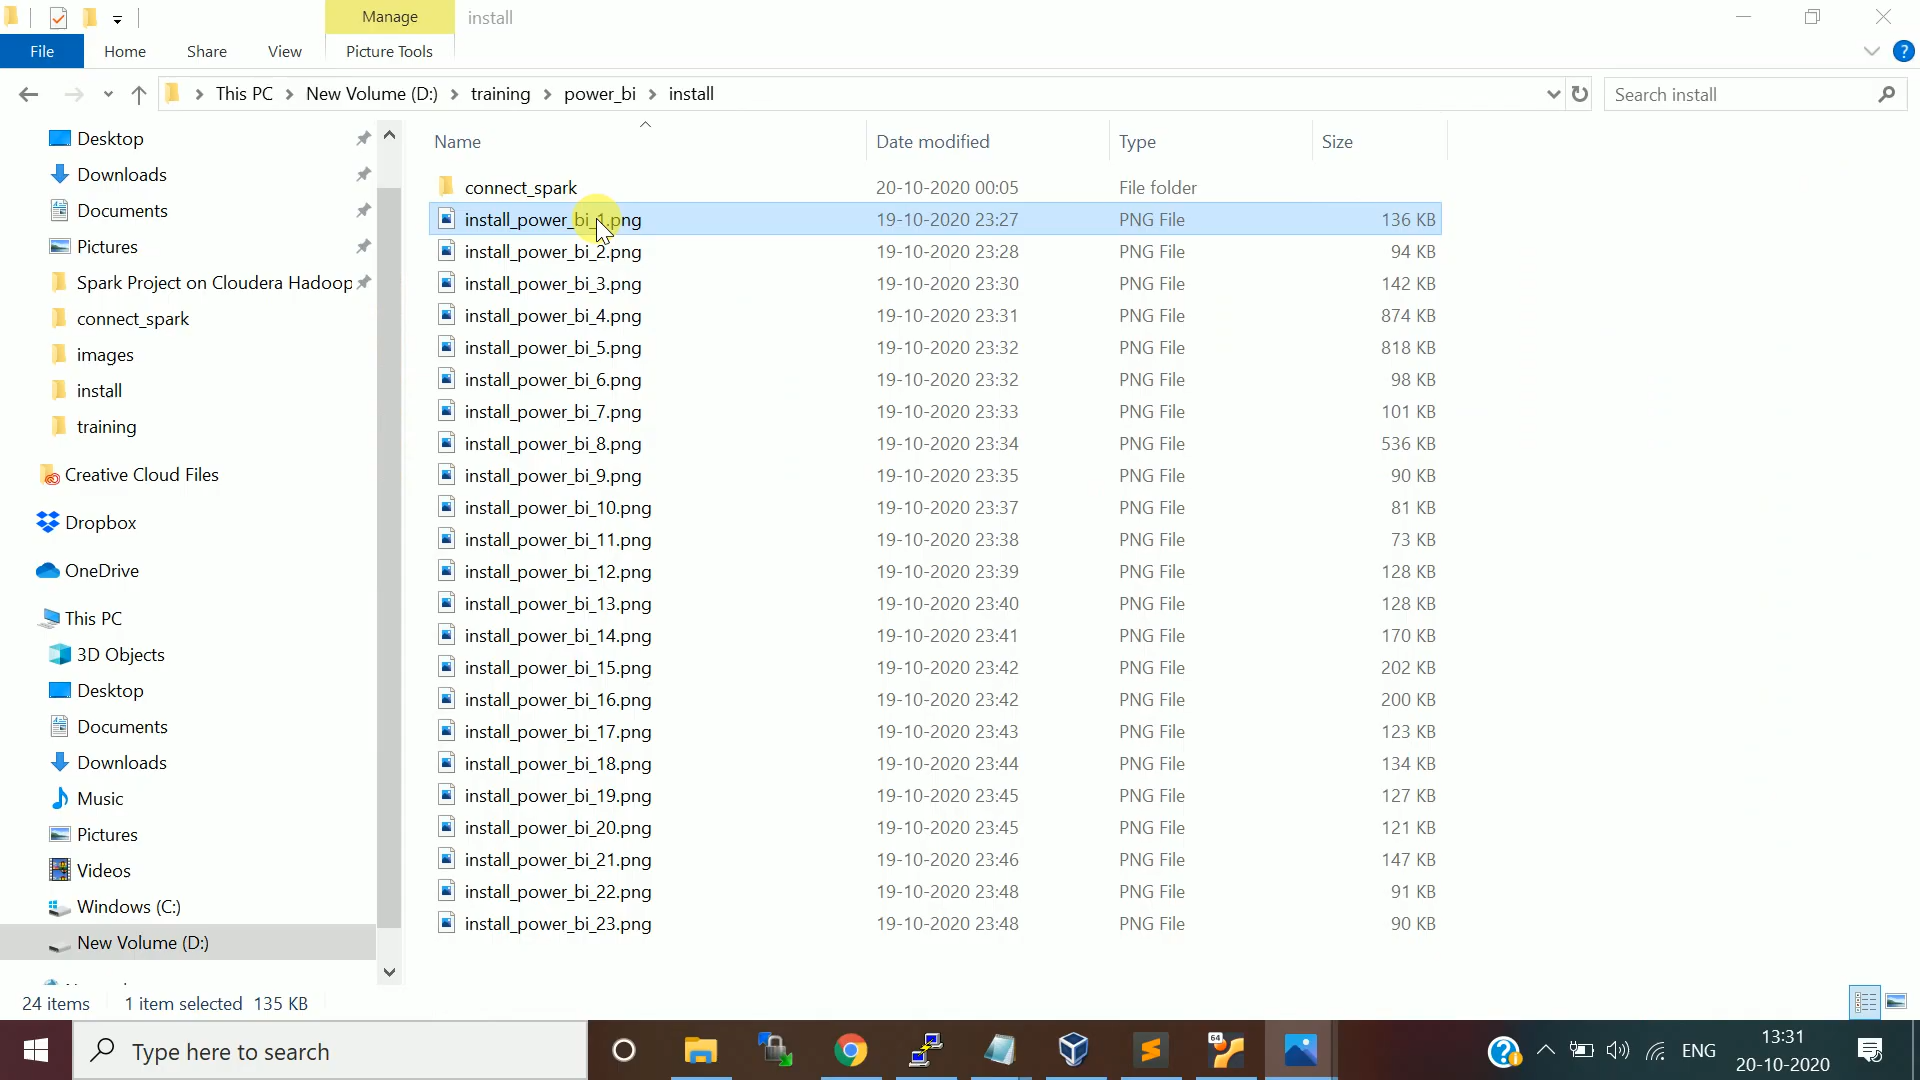 Manage install
File Home Share View Picture Tools
This PC New Volume (D:) training power_bi install
Search install
Desktop
Downloads
Documents
Pictures
Spark Project on Cloudera Hadoop
connect_spark
images
install
training
Creative Cloud Files
Dropbox
OneDrive
This PC
3D Objects
Desktop
Documents
Downloads
Music
Pictures
Videos
Windows (C:)
New Volume (D:)
Name Date modified Type Size
connect_spark 20-10-2020 00:05 File folder
install_power_bi_1.png 19-10-2020 23:27 PNG File 136 KB
install_power_bi_2.png 19-10-2020 23:28 PNG File 94 KB
install_power_bi_3.png 19-10-2020 23:30 PNG File 142 KB
install_power_bi_4.png 19-10-2020 23:31 PNG File 874 KB
install_power_bi_5.png 19-10-2020 23:32 PNG File 818 KB
install_power_bi_6.png 19-10-2020 23:32 PNG File 98 KB
install_power_bi_7.png 19-10-2020 23:33 PNG File 101 KB
install_power_bi_8.png 19-10-2020 23:34 PNG File 536 KB
install_power_bi_9.png 19-10-2020 23:35 PNG File 90 KB
install_power_bi_10.png 19-10-2020 23:37 PNG File 81 KB
install_power_bi_11.png 19-10-2020 23:38 PNG File 73 KB
install_power_bi_12.png 19-10-2020 23:39 PNG File 128 KB
install_power_bi_13.png 19-10-2020 23:40 PNG File 128 KB
install_power_bi_14.png 19-10-2020 23:41 PNG File 170 KB
install_power_bi_15.png 19-10-2020 23:42 PNG File 202 KB
install_power_bi_16.png 19-10-2020 23:42 PNG File 200 KB
install_power_bi_17.png 19-10-2020 23:43 PNG File 123 KB
install_power_bi_18.png 19-10-2020 23:44 PNG File 134 KB
install_power_bi_19.png 19-10-2020 23:45 PNG File 127 KB
install_power_bi_20.png 19-10-2020 23:45 PNG File 121 KB
install_power_bi_21.png 19-10-2020 23:46 PNG File 147 KB
install_power_bi_22.png 19-10-2020 23:48 PNG File 91 KB
install_power_bi_23.png 19-10-2020 23:48 PNG File 90 KB
24 items 1 item selected 135 KB
Type here to search
64
ENG
13:31
20-10-2020